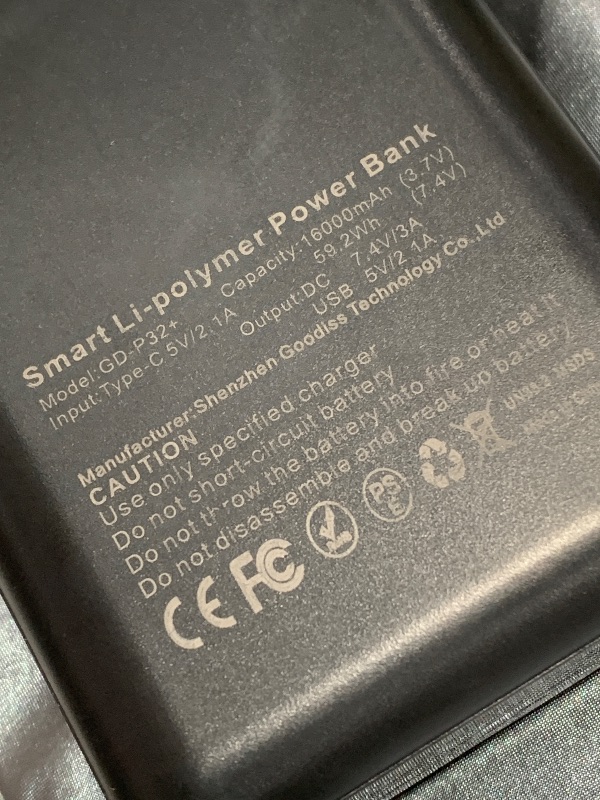 Smart Li-polymer Power Bank
Model:GD-P32+ Capacity:16000mAh (3.7V)
Input:Type-C 5V/2.1A 59.2Wh (7.4V)
Output:DC 7.4V/3A
USB 5V/2.1A
Manufacturer:Shenzhen Goodiss Technology Co.,Ltd
CAUTION
Use only specified charger
Do not short-circuit battery
Do not throw the battery into fire or heat it
Do not disassemble and break up battery
CE FC PSE
MSDS